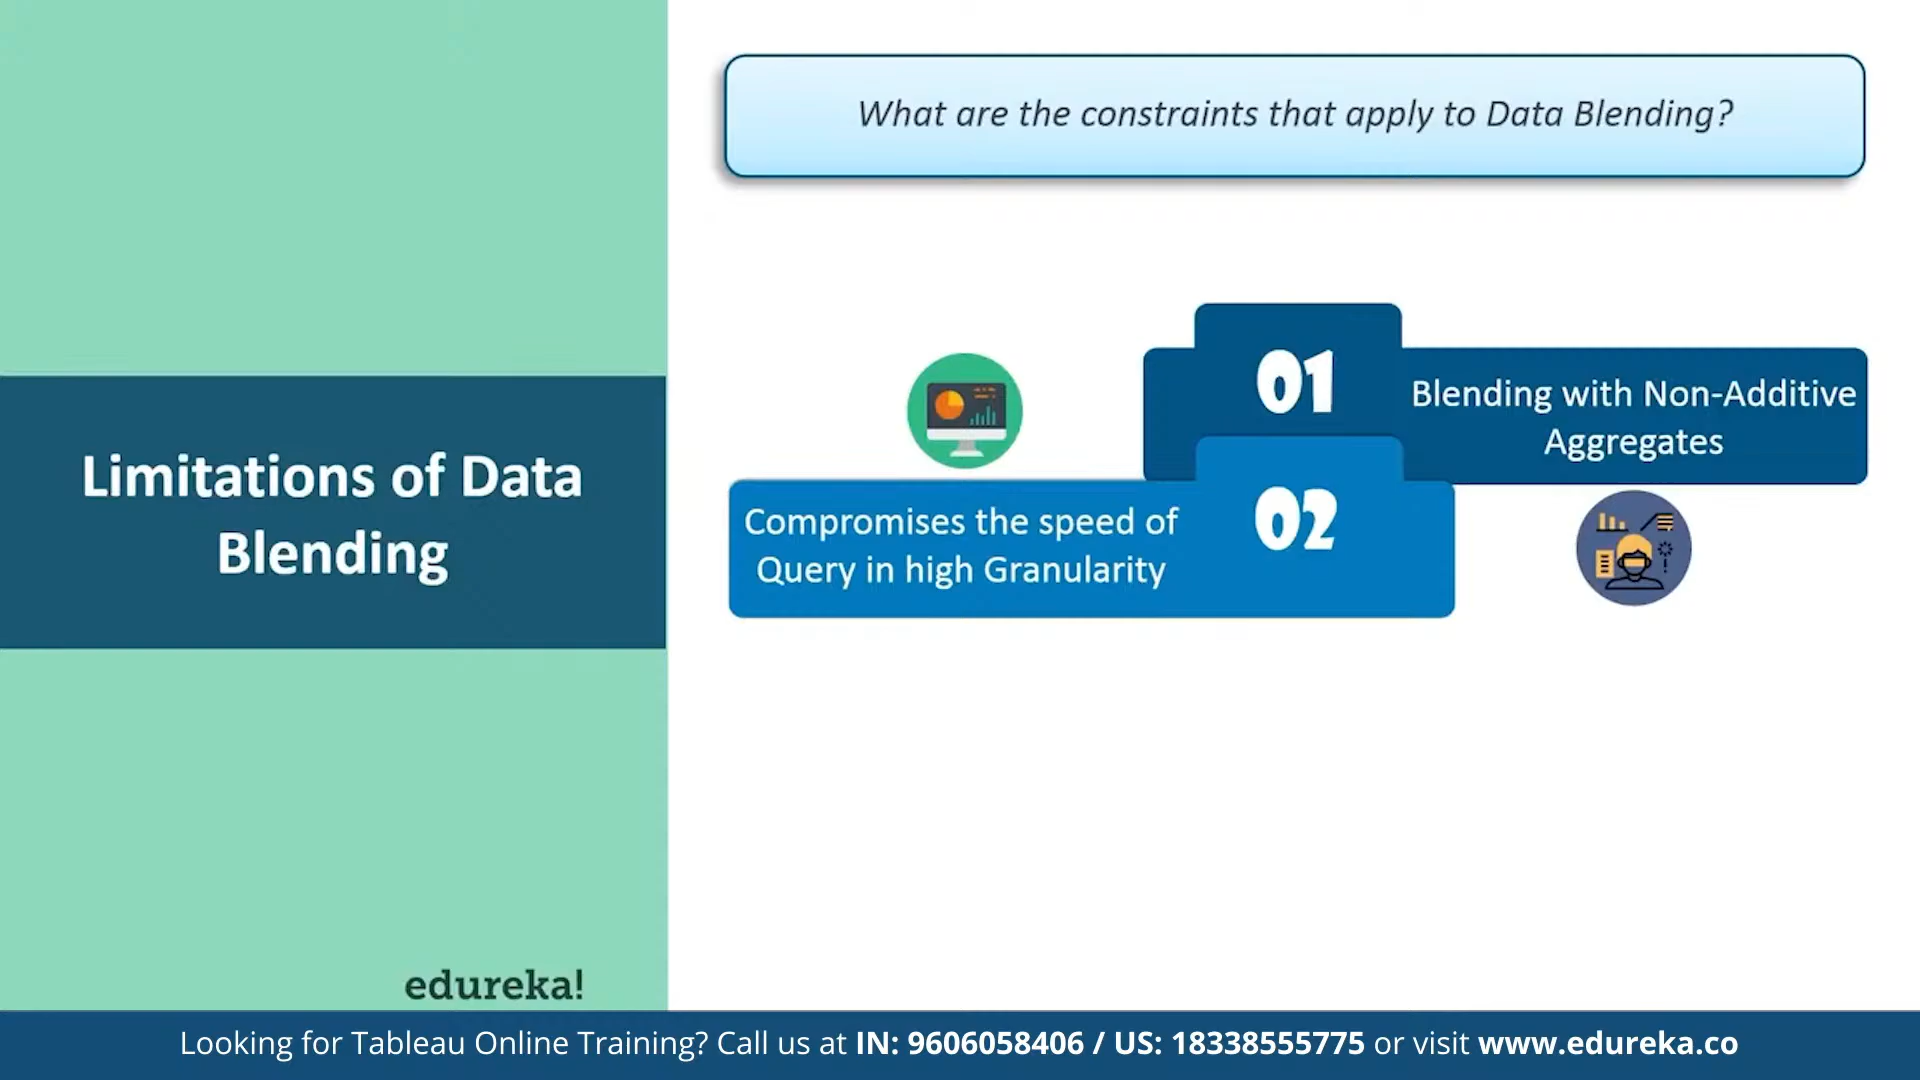 What are the constraints that apply to Data Blending?
Limitations of Data
Blending
01
Blending with Non-Additive
Aggregates
02
Compromises the speed of
Query in high Granularity
edureka!
Looking for Tableau Online Training? Call us at IN: 9606058406 / US: 18338555775 or visit www.edureka.co